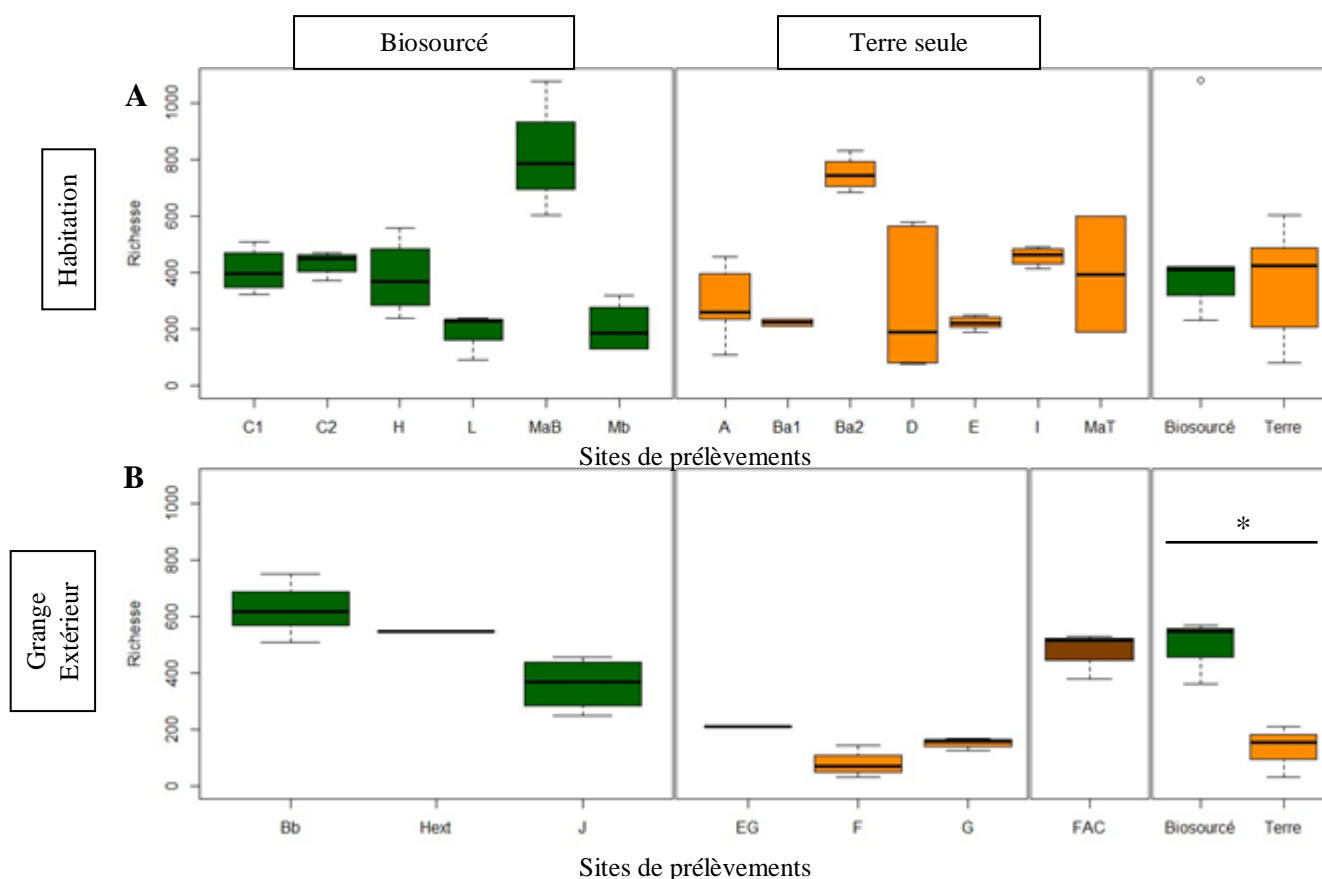 Biosourcé
Terre seule
A
Habitation
Richesse
1000
800
600
400
200
0
C1 C2 H L MaB Mb A Ba1 Ba2 D E I MaT Biosourcé Terre
Sites de prélèvements
B
Grange
Extérieur
Richesse
1000
800
600
400
200
0
*
Bb Hext J EG F G FAC Biosourcé Terre
Sites de prélèvements